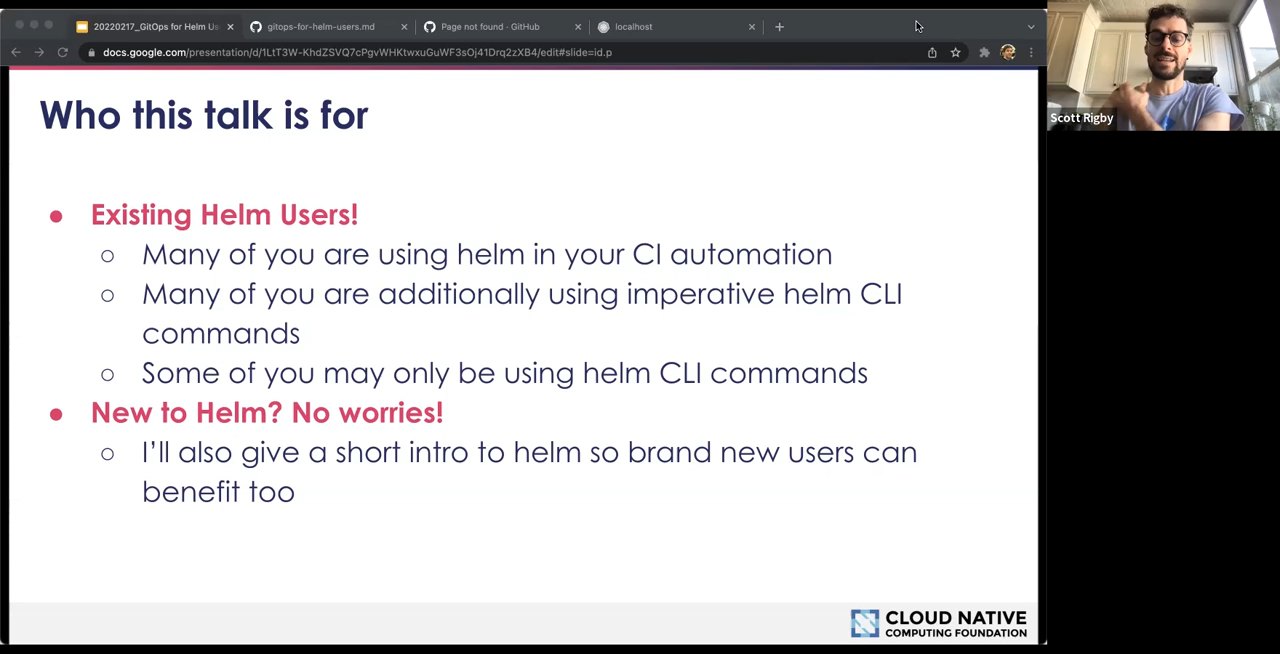 20220217_GitOps for Helm Us
gitops-for-helm-users.md
Page not found · GitHub
localhost
docs.google.com/presentation/d/1LtT3W-KhdZSVQ7cPgvWHKtwxuGuWF3sOj41Drq2zXB4/edit#slide=id.p
Who this talk is for
● Existing Helm Users!
○ Many of you are using helm in your CI automation
○ Many of you are additionally using imperative helm CLI
commands
○ Some of you may only be using helm CLI commands
● New to Helm? No worries!
○ I'll also give a short intro to helm so brand new users can
benefit too
CLOUD NATIVE
COMPUTING FOUNDATION
Scott Rigby